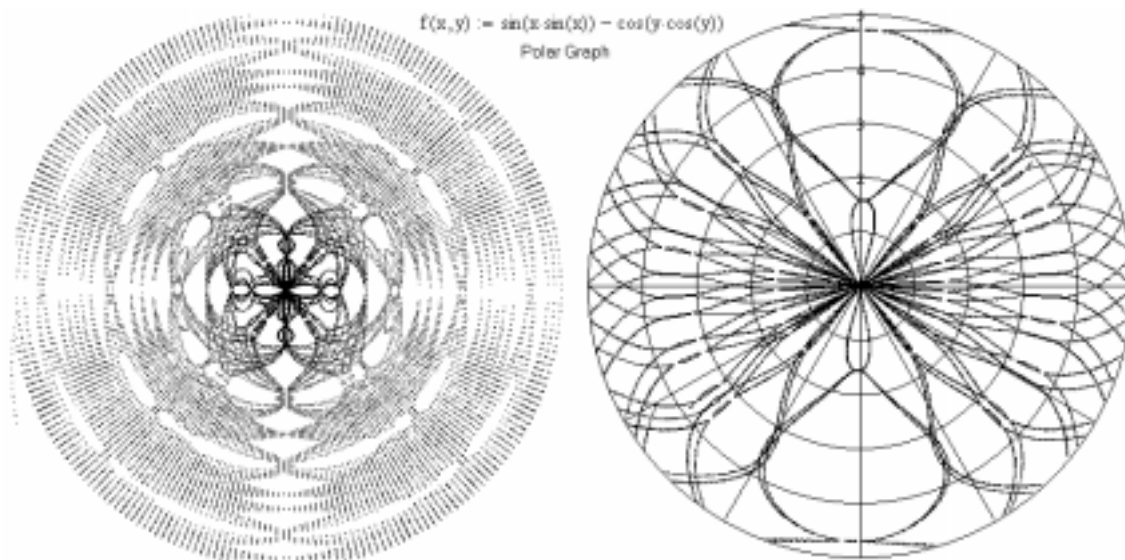 f(x,y) := sin(x·sin(x)) − cos(y·cos(y))
Polar Graph